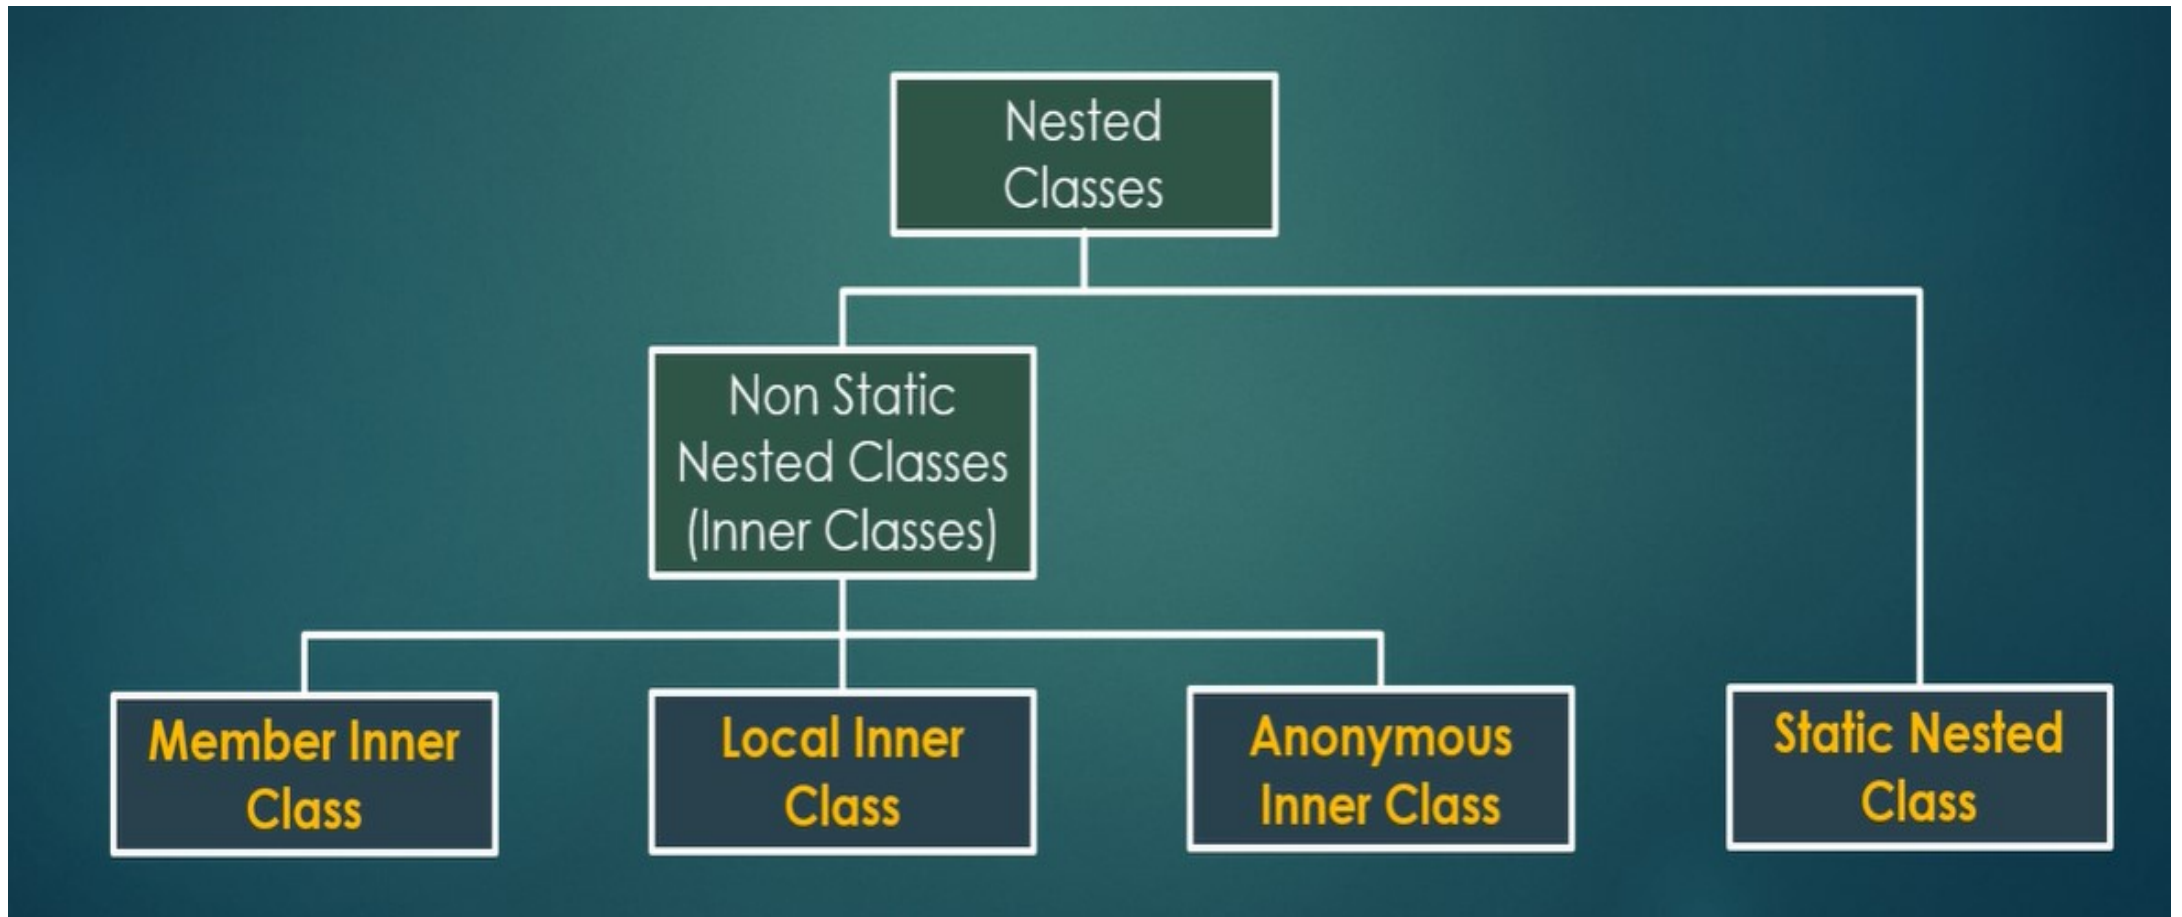 Nested
Classes
Non Static
Nested Classes
(Inner Classes)
Member Inner
Class
Local Inner
Class
Anonymous
Inner Class
Static Nested
Class